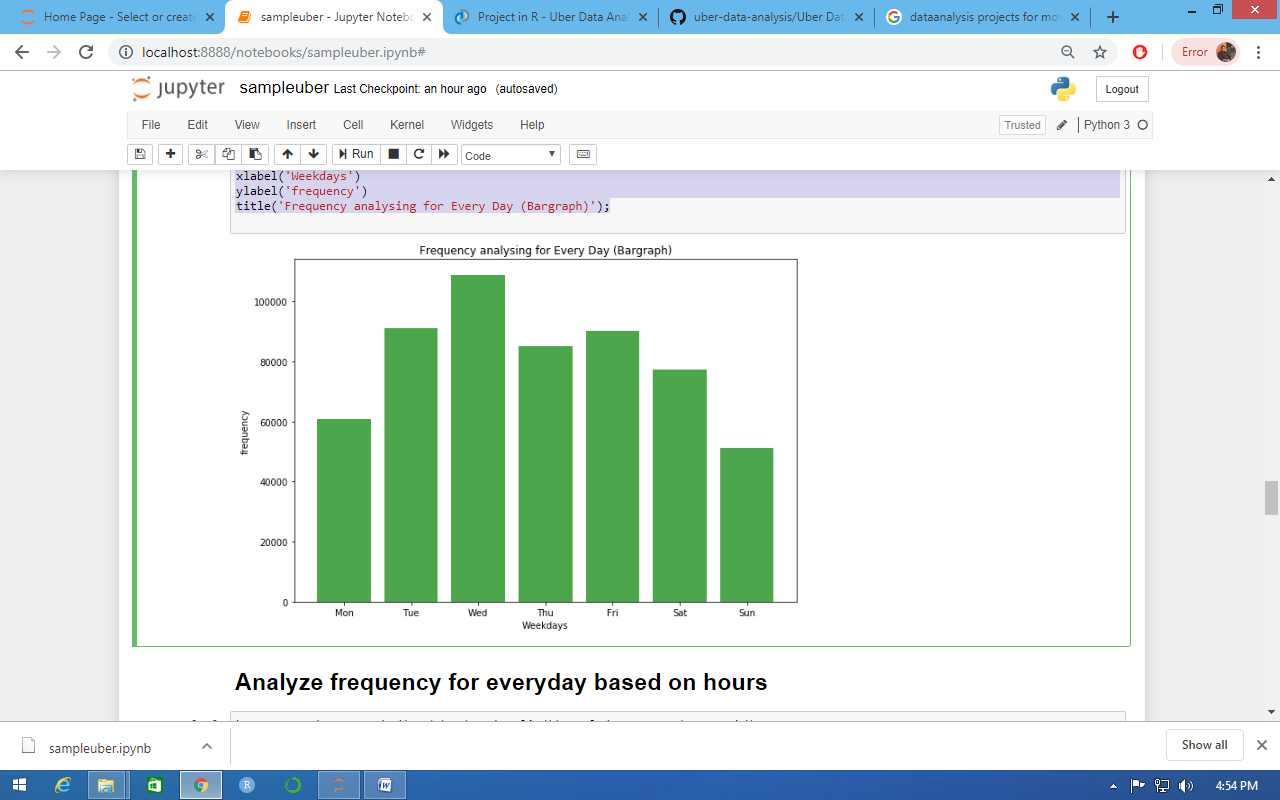 Home Page - Select or create
sampleuber - Jupyter Notebo
Project in R - Uber Data Ana
uber-data-analysis/Uber Dat
dataanalysis projects for mo
localhost:8888/notebooks/sampleuber.ipynb#
Error
jupyter sampleuber Last Checkpoint: an hour ago (autosaved)
Logout
File Edit View Insert Cell Kernel Widgets Help
Trusted Python 3
Run Code
xlabel('Weekdays')
ylabel('frequency')
title('Frequency analysing for Every Day (Bargraph)');
Frequency analysing for Every Day (Bargraph)
100000
80000
60000
40000
20000
0
frequency
Mon Tue Wed Thu Fri Sat Sun
Weekdays
Analyze frequency for everyday based on hours
sampleuber.ipynb
Show all
4:54 PM